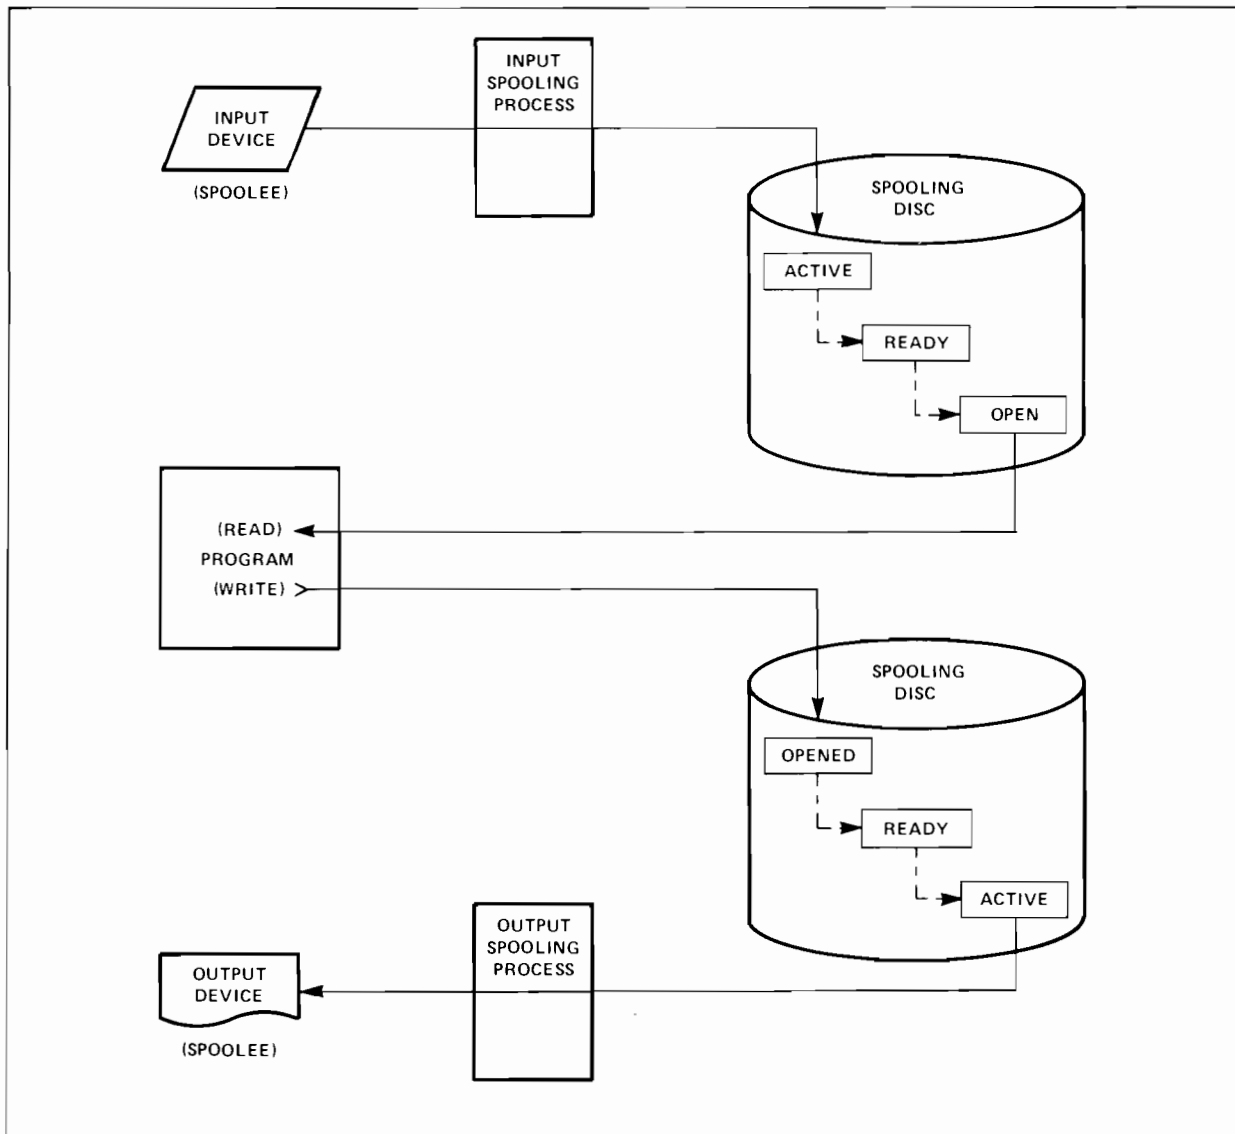 INPUT
SPOOLING
PROCESS
INPUT
DEVICE
(SPOOLEE)
SPOOLING
DISC
ACTIVE
READY
OPEN
(READ)
PROGRAM
(WRITE)
SPOOLING
DISC
OPENED
READY
ACTIVE
OUTPUT
SPOOLING
PROCESS
OUTPUT
DEVICE
(SPOOLEE)